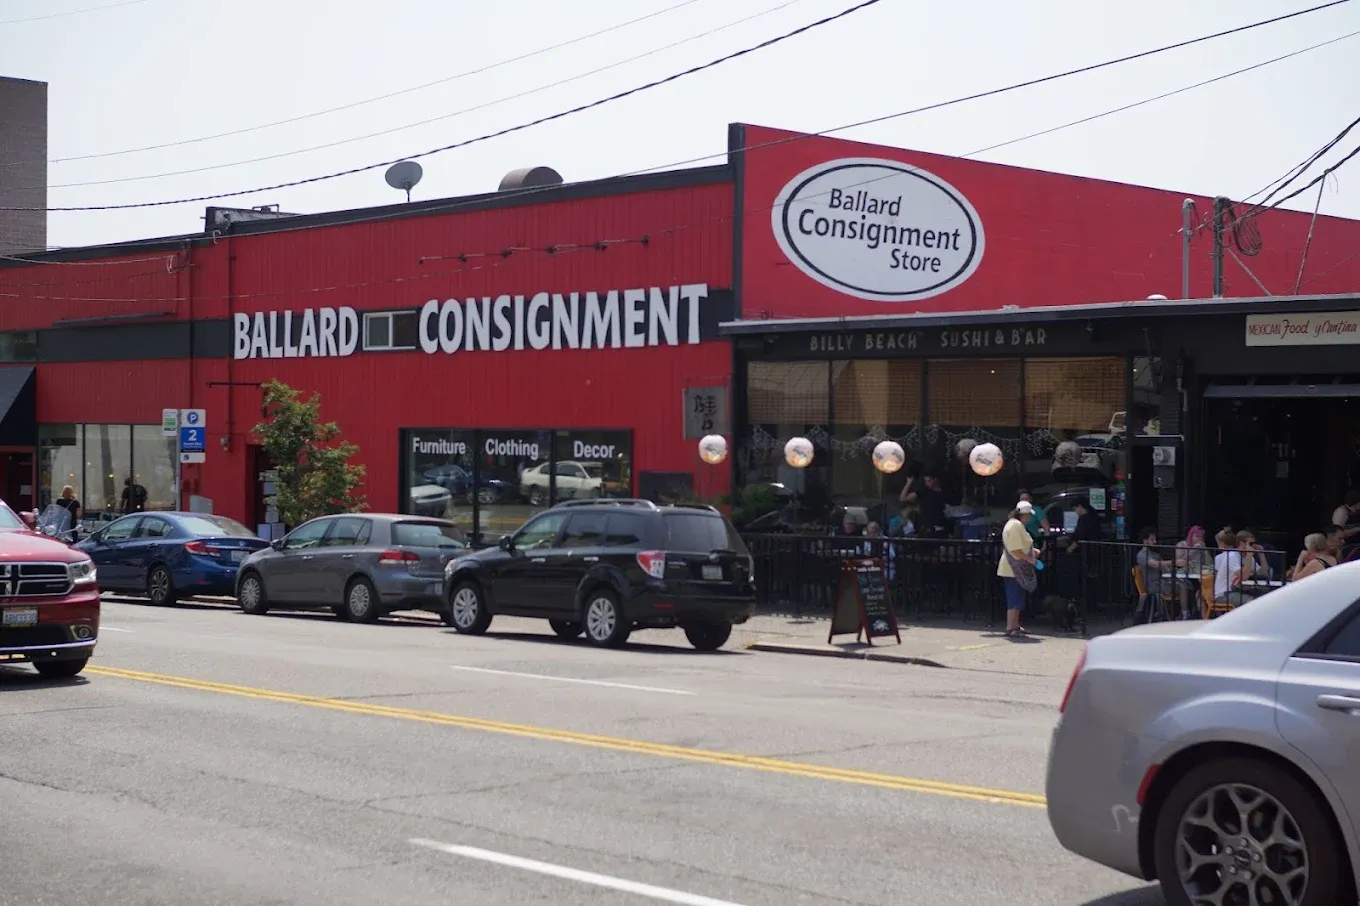 Ballard
Consignment
Store
BALLARD CONSIGNMENT
BILLY BEACH SUSHI & BAR
MEXICAN Food y Cantina
P
2
Furniture Clothing Decor